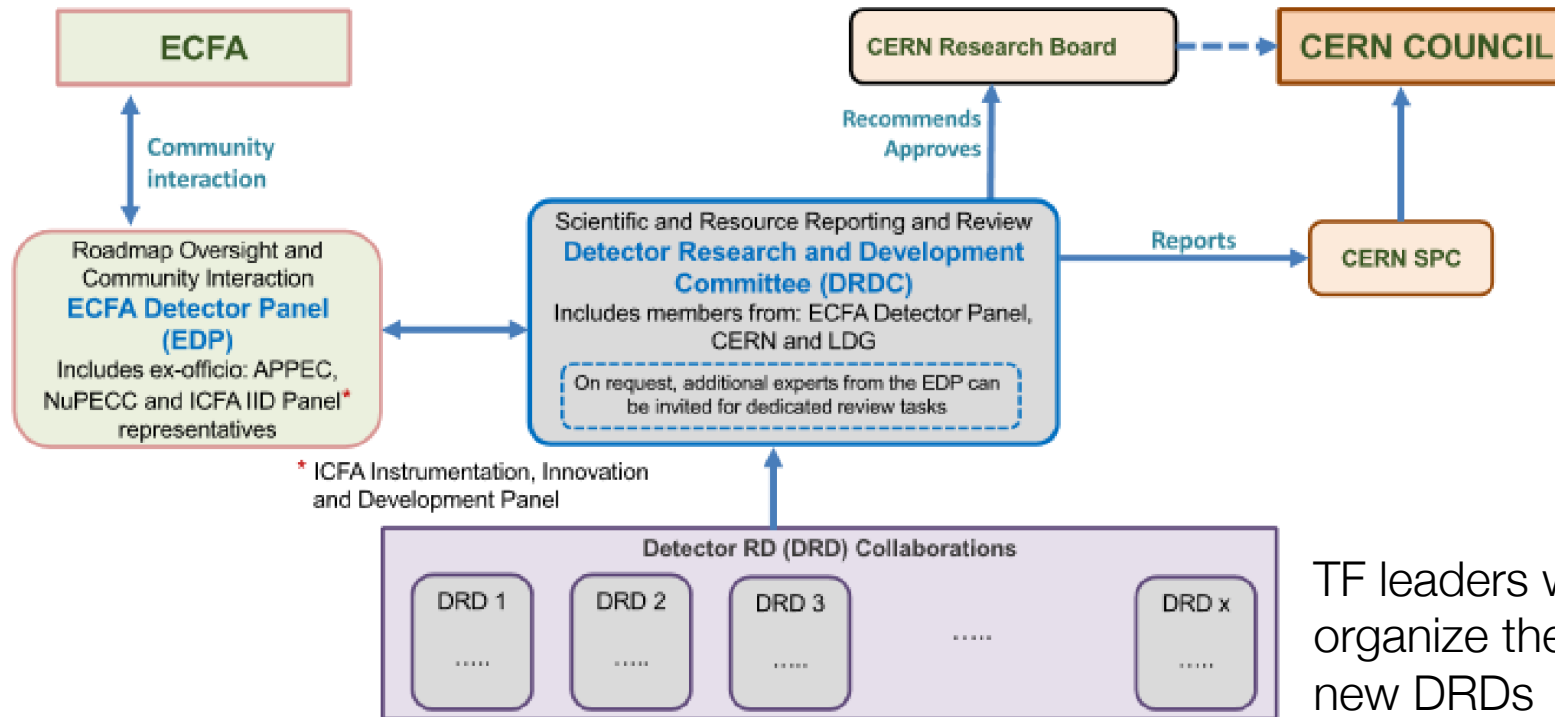 ECFA
CERN Research Board
CERN COUNCIL
Community
interaction
Recommends
Approves
Roadmap Oversight and
Community Interaction
ECFA Detector Panel
(EDP)
Includes ex-officio: APPEC,
NuPECC and ICFA IID Panel*
representatives
Scientific and Resource Reporting and Review
Detector Research and Development
Committee (DRDC)
Includes members from: ECFA Detector Panel,
CERN and LDG
On request, additional experts from the EDP can
be invited for dedicated review tasks
Reports
CERN SPC
* ICFA Instrumentation, Innovation
and Development Panel
Detector RD (DRD) Collaborations
DRD 1
.....
DRD 2
.....
DRD 3
.....
.....
DRD x
.....
TF leaders
organize the
new DRDs